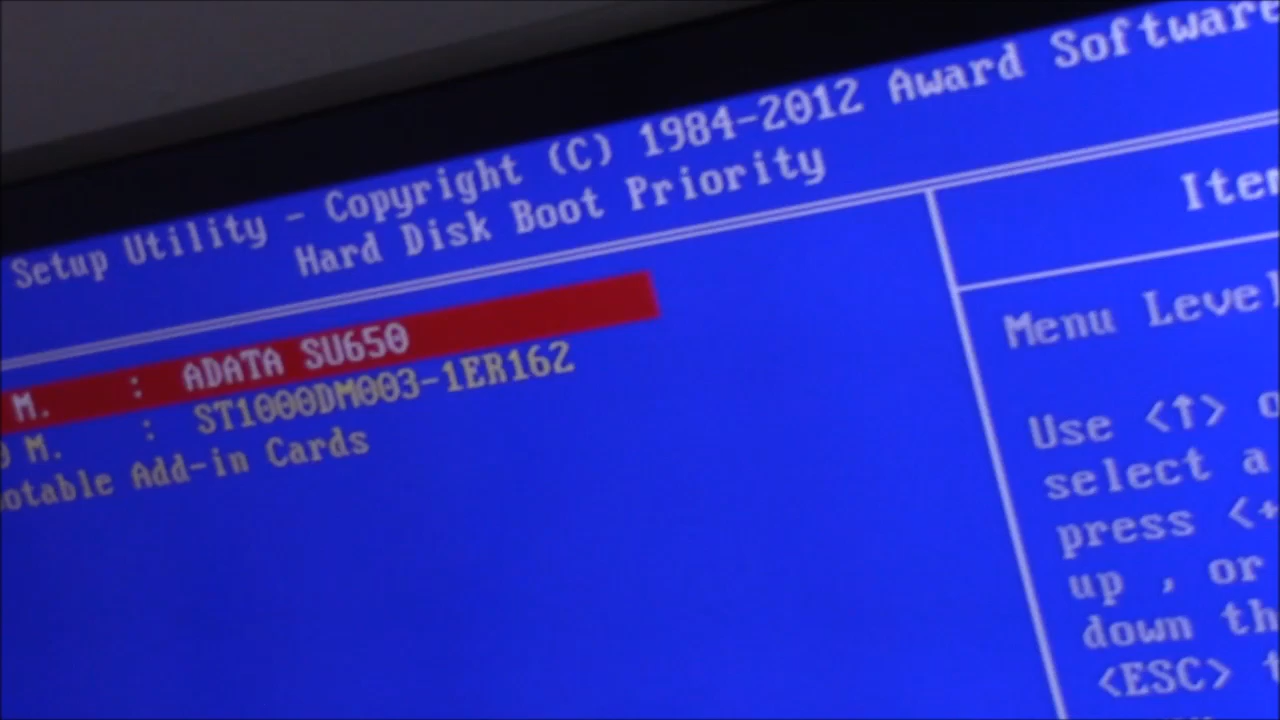 Setup Utility - Copyright (C) 1984-2012 Award Software
Hard Disk Boot Priority
M. : ADATA SU650
M. : ST1000DM003-1ER162
otable Add-in Cards
Ite
Menu Level
Use <↑> o
select a
press <+
up , or
down th
<ESC> t